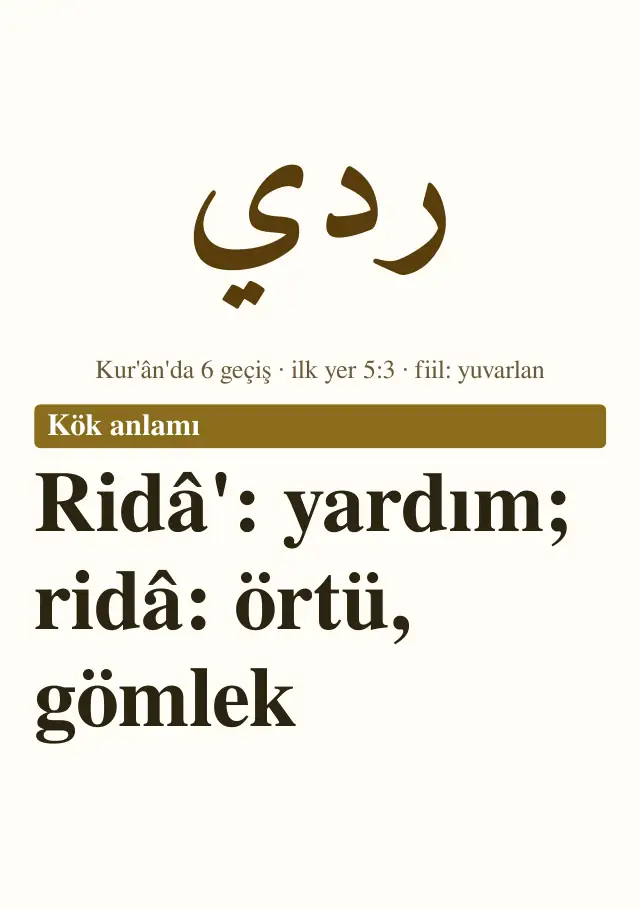 ردي
Kur'ân'da 6 geçiş · ilk yer 5:3 · fiil: yuvarlan
Kök anlamı
Ridâ': yardım;
ridâ: örtü,
gömlek